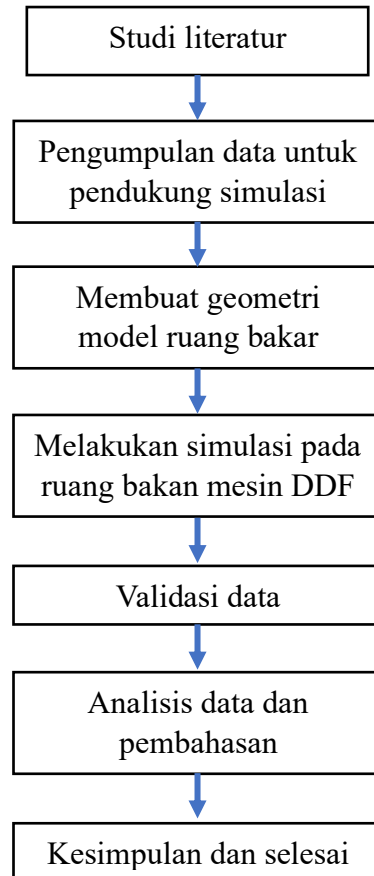 Studi literatur
Pengumpulan data untuk
pendukung simulasi
Membuat geometri
model ruang bakar
Melakukan simulasi pada
ruang bakan mesin DDF
Validasi data
Analisis data dan
pembahasan
Kesimpulan dan selesai